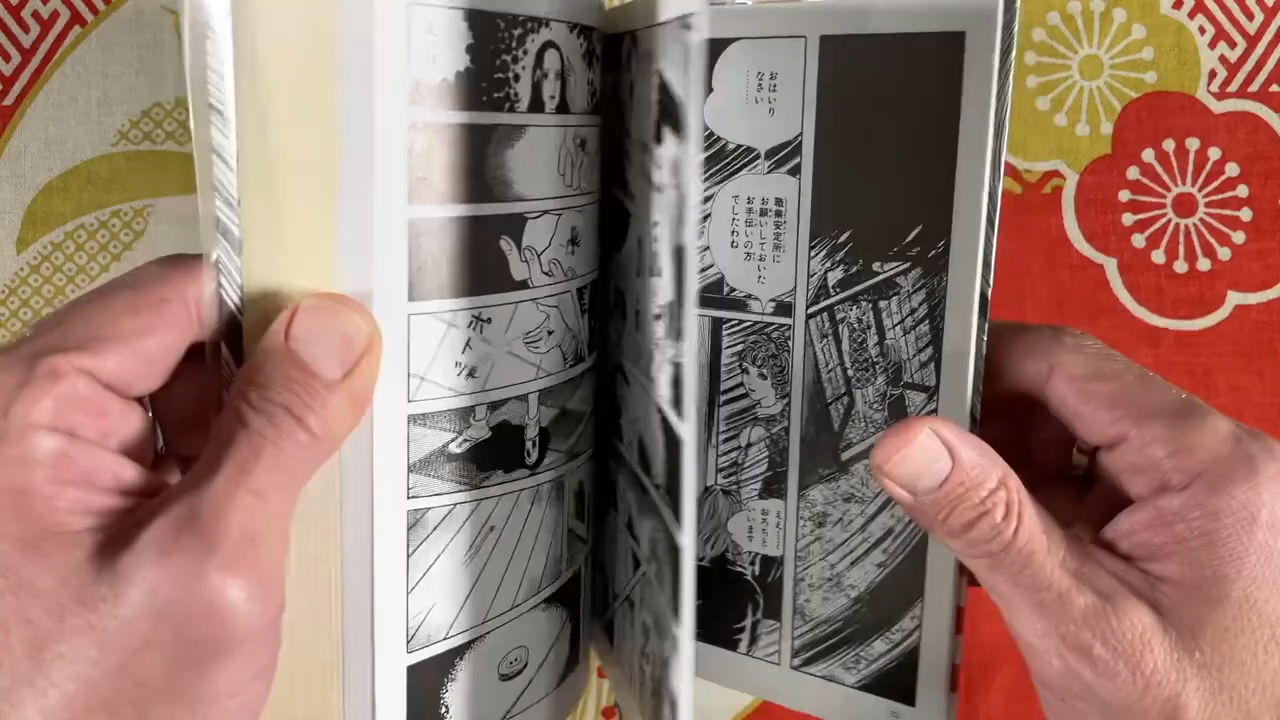 おはいり
なさい
………
職業安定所に
お願いしておいた
お手伝いの方
でしたわね
ええ……
おろちと
いいます
ポトッ